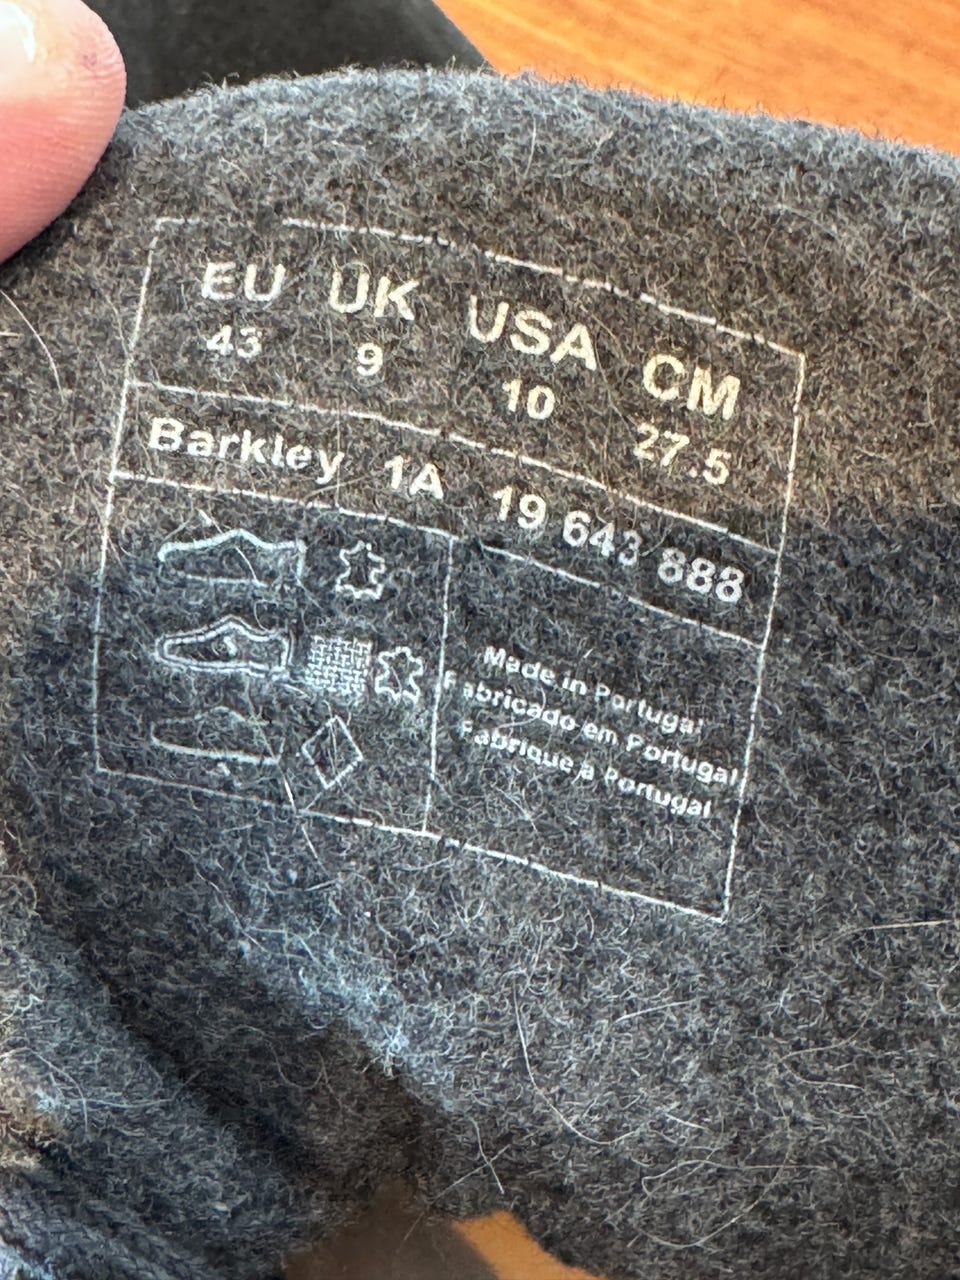 EU UK USA CM
43 9 10 27.5
Barkley 1A 19 643 888
Made in Portugal
Fabricado em Portugal
Fabrique a Portugal